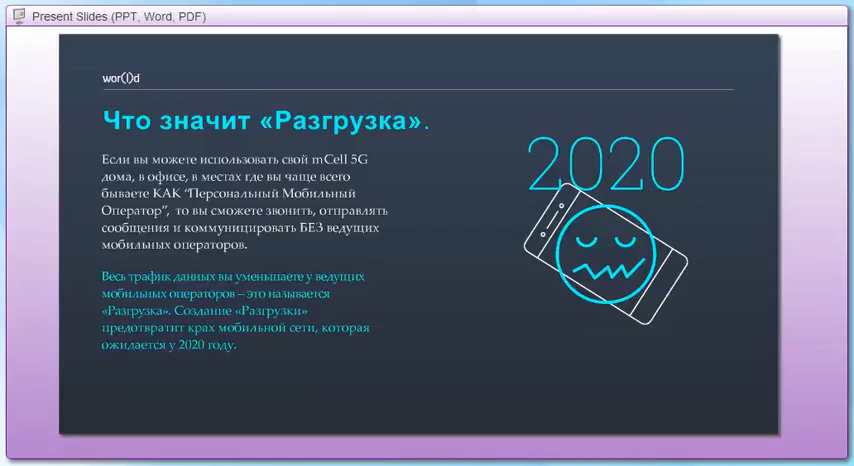 Present Slides (PPT, Word, PDF)
wor(l)d
Что значит «Разгрузка».
Если вы можете использовать свой mCell 5G
дома, в офисе, в местах где вы чаще всего
бываете КАК “Персональный Мобильный
Оператор”, то вы сможете звонить, отправлять
сообщения и коммуницировать БЕЗ ведущих
мобильных операторов.
Весь трафик данных вы уменьшаете у ведущих
мобильных операторов – это называется
«Разгрузка». Создание «Разгрузки»
предотвратит крах мобильной сети, которая
ожидается у 2020 году.
2020